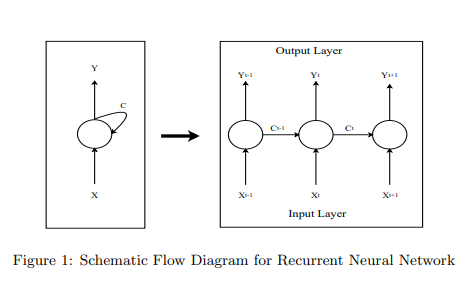 Y
C
X
Output Layer
Yt-1 Yt Yt+1
Ct-1 Ct
Xt-1 Xt Xt+1
Input Layer
Figure 1: Schematic Flow Diagram for Recurrent Neural Network